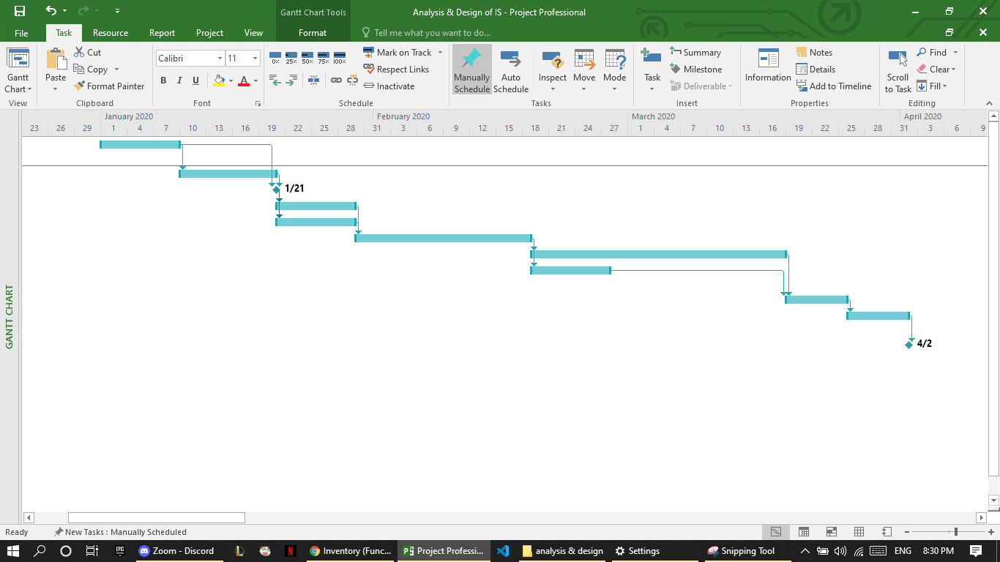 Gantt Chart Tools
Analysis & Design of IS - Project Professional
File Task Resource Report Project View Format Tell me what you want to do...
Gantt Chart
View
Paste
Cut
Copy
Format Painter
Clipboard
Calibri 11
B I U A
Font
0% 25% 50% 75% 100%
Mark on Track
Respect Links
Inactivate
Schedule
Manually Schedule
Auto Schedule
Inspect
Move
Mode
Tasks
Task
Summary
Milestone
Deliverable
Insert
Information
Notes
Details
Add to Timeline
Properties
Scroll to Task
Find
Clear
Fill
Editing
January 2020 February 2020 March 2020 April 2020
23 26 29 1 4 7 10 13 16 19 22 25 28 31 3 6 9 12 15 18 21 24 27 1 4 7 10 13 16 19 22 25 28 31 3 6 9
1/21
4/2
GANTT CHART
Ready New Tasks : Manually Scheduled
EPIC Zoom - Discord L N Inventory (Func... P Project Professi... analysis & design Settings Snipping Tool ENG 8:30 PM